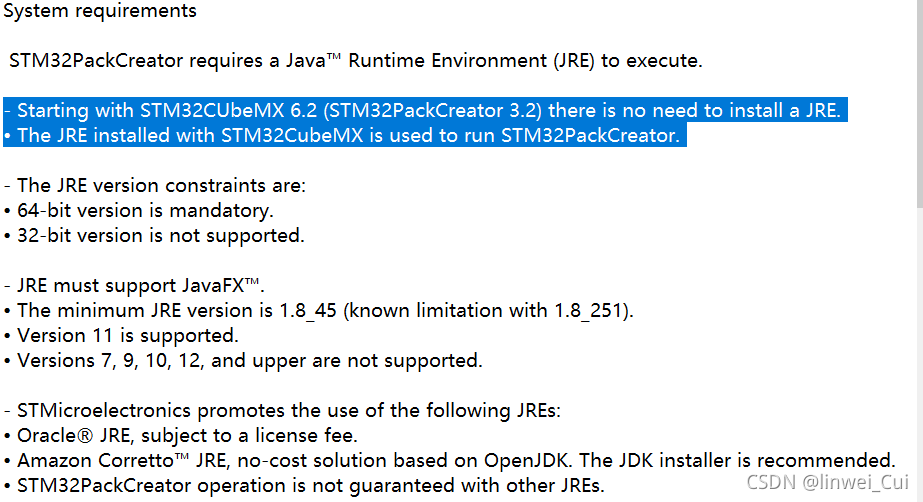 System requirements
STM32PackCreator requires a Java™ Runtime Environment (JRE) to execute.
- Starting with STM32CUbeMX 6.2 (STM32PackCreator 3.2) there is no need to install a JRE.
• The JRE installed with STM32CubeMX is used to run STM32PackCreator.
- The JRE version constraints are:
• 64-bit version is mandatory.
• 32-bit version is not supported.
- JRE must support JavaFX™.
• The minimum JRE version is 1.8_45 (known limitation with 1.8_251).
• Version 11 is supported.
• Versions 7, 9, 10, 12, and upper are not supported.
- STMicroelectronics promotes the use of the following JREs:
• Oracle® JRE, subject to a license fee.
• Amazon Corretto™ JRE, no-cost solution based on OpenJDK. The JDK installer is recommended.
• STM32PackCreator operation is not guaranteed with other JREs.
CSDN @linwei_Cui